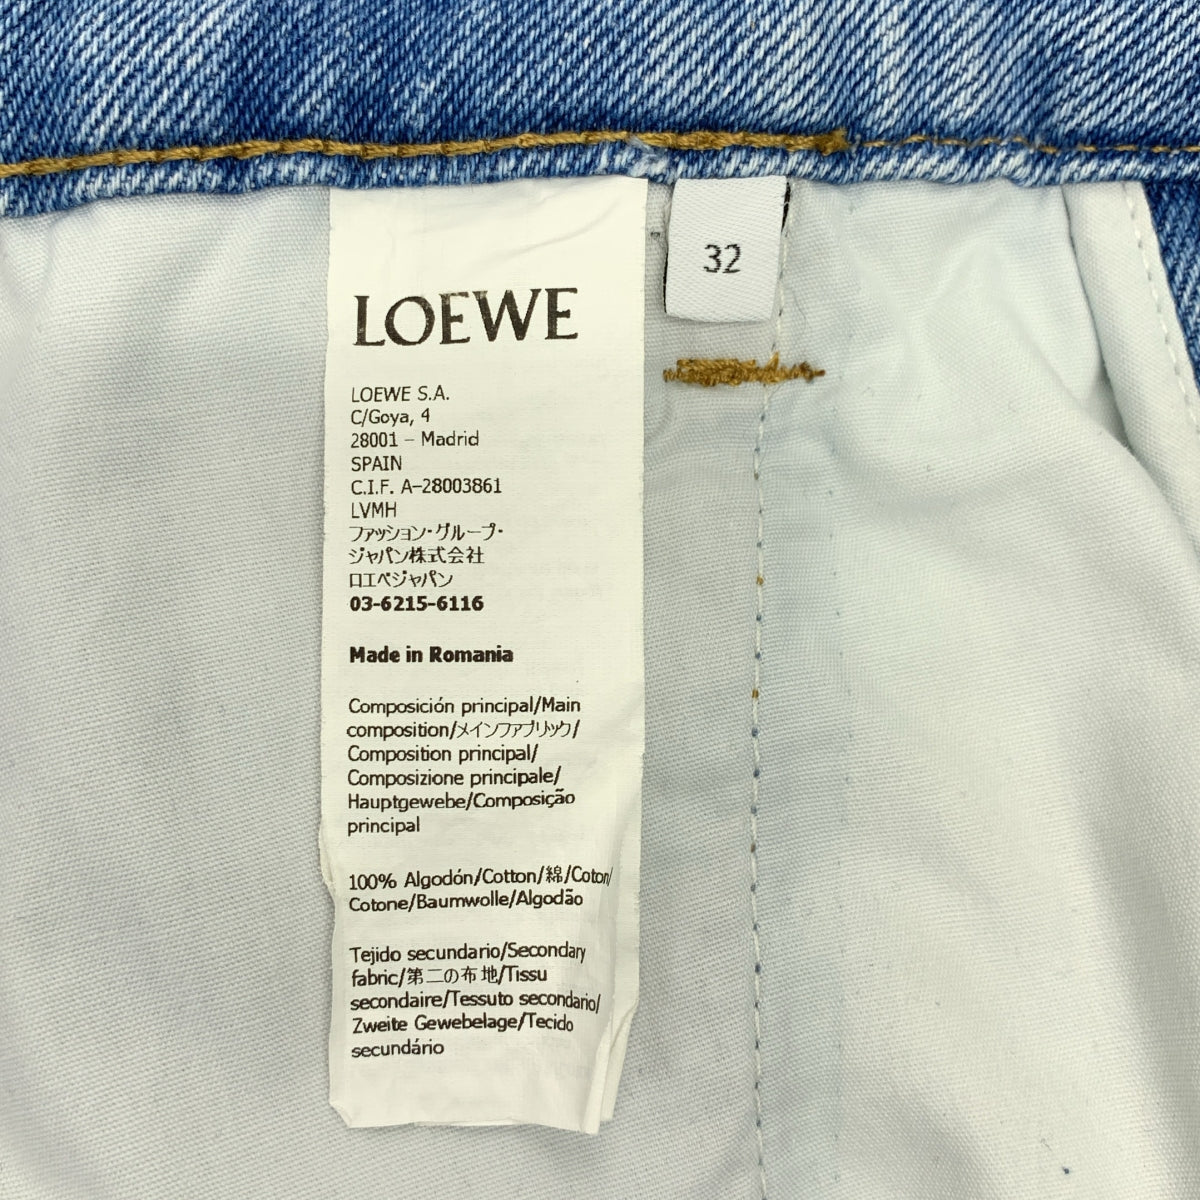 LOEWE
32
LOEWE S.A.
C/Goya, 4
28001 - Madrid
SPAIN
C.I.F. A-28003861
LVMH
ファッション・グループ・
ジャパン株式会社
ロエベジャパン
03-6215-6116
Made in Romania
Composición principal/Main
composition/メインファブリック/
Composition principal/
Composizione principale/
Hauptgewebe/Composição
principal
100% Algodón/Cotton/綿/Coton/
Cotone/Baumwolle/Algodão
Tejido secundario/Secondary
fabric/第二の布地/Tissu
secondaire/Tessuto secondario/
Zweite Gewebelage/Tecido
secundário